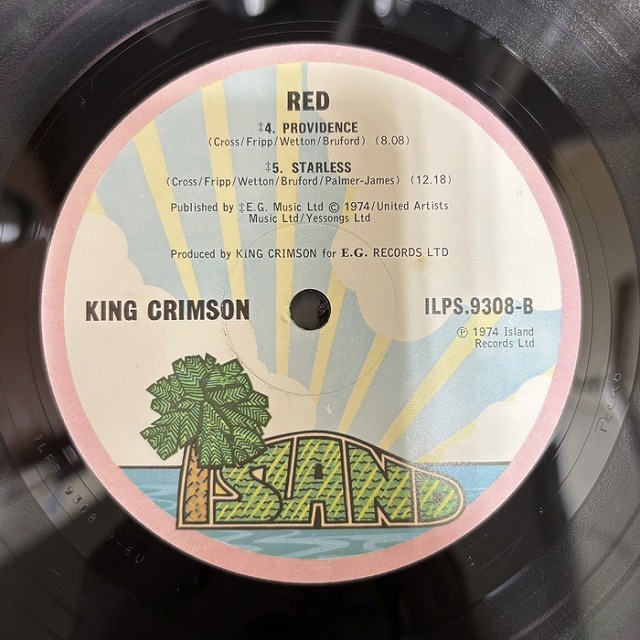 RED
‡4. PROVIDENCE
(Cross/Fripp/Wetton/Bruford) (8.08)
‡5. STARLESS
(Cross/Fripp/Wetton/Bruford/Palmer-James) (12.18)
Published by ‡E.G. Music Ltd © 1974/United Artists
Music Ltd/Yessongs Ltd
Produced by KING CRIMSON for E.G. RECORDS LTD
KING CRIMSON
ILPS.9308-B
℗ 1974 Island
Records Ltd
ISLAND
ILPS 9308